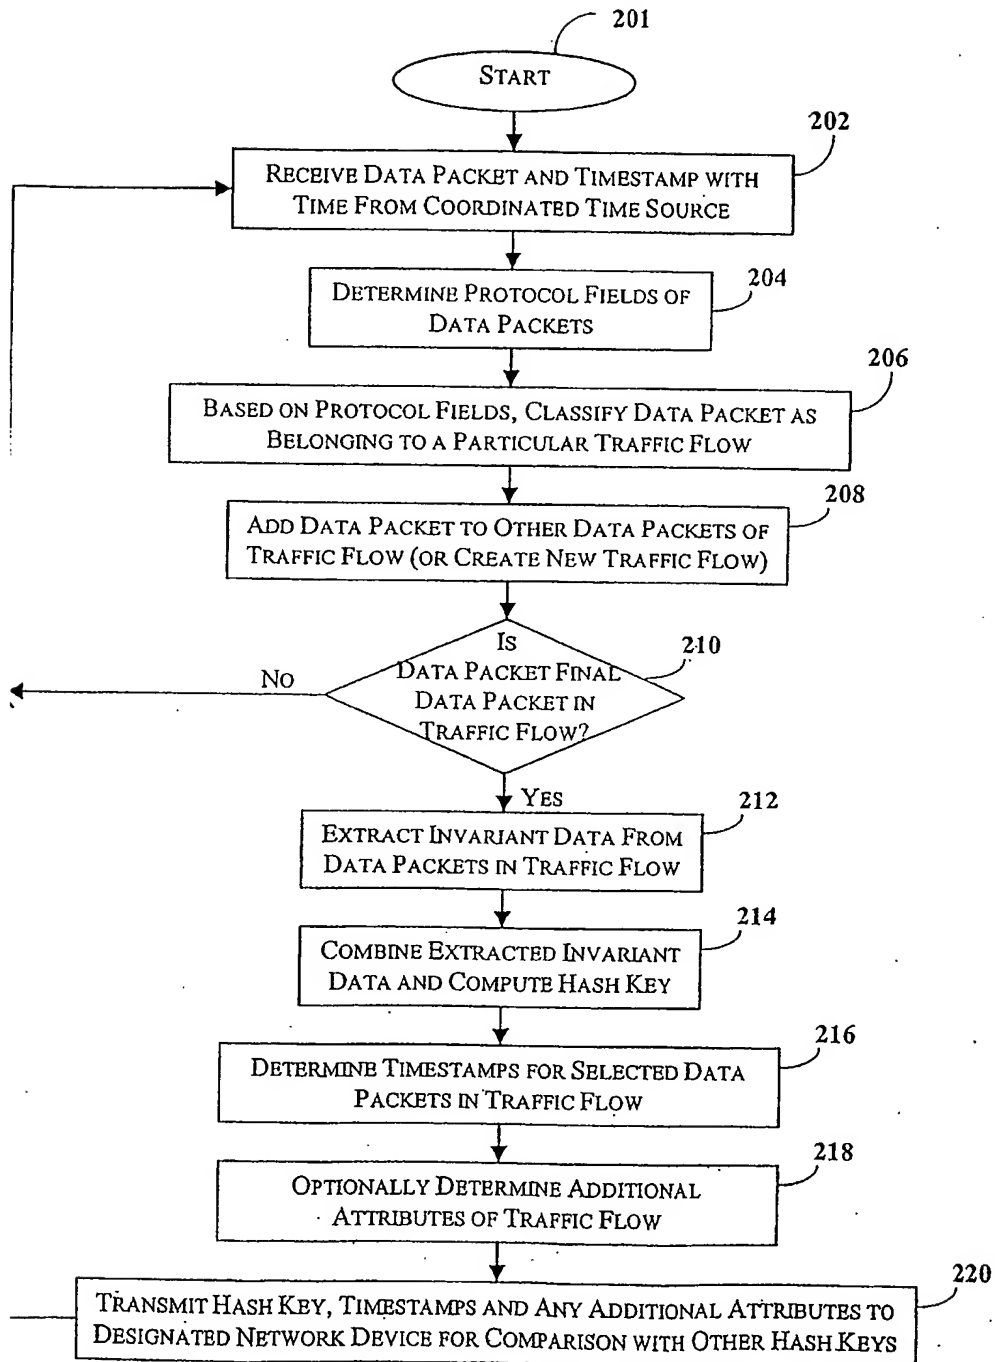 201
START
202
RECEIVE DATA PACKET AND TIMESTAMP WITH
TIME FROM COORDINATED TIME SOURCE
204
DETERMINE PROTOCOL FIELDS OF
DATA PACKETS
206
BASED ON PROTOCOL FIELDS, CLASSIFY DATA PACKET AS
BELONGING TO A PARTICULAR TRAFFIC FLOW
208
ADD DATA PACKET TO OTHER DATA PACKETS OF
TRAFFIC FLOW (OR CREATE NEW TRAFFIC FLOW)
210
IS
DATA PACKET FINAL
DATA PACKET IN
TRAFFIC FLOW?
NO
YES
212
EXTRACT INVARIANT DATA FROM
DATA PACKETS IN TRAFFIC FLOW
214
COMBINE EXTRACTED INVARIANT
DATA AND COMPUTE HASH KEY
216
DETERMINE TIMESTAMPS FOR SELECTED DATA
PACKETS IN TRAFFIC FLOW
218
OPTIONALLY DETERMINE ADDITIONAL
ATTRIBUTES OF TRAFFIC FLOW
220
TRANSMIT HASH KEY, TIMESTAMPS AND ANY ADDITIONAL ATTRIBUTES TO
DESIGNATED NETWORK DEVICE FOR COMPARISON WITH OTHER HASH KEYS